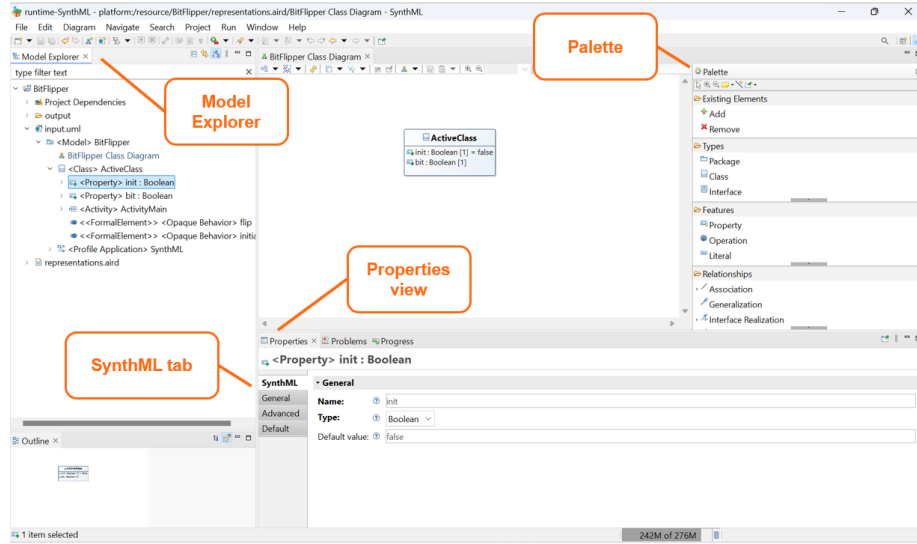 runtime-SynthML - platform:/resource/BitFlipper/representations.aird/BitFlipper Class Diagram - SynthML
File Edit Diagram Navigate Search Project Run Window Help
Model Explorer
type filter text
BitFlipper
Project Dependencies
output
input.uml
<Model> BitFlipper
BitFlipper Class Diagram
<Class> ActiveClass
<Property> init : Boolean
<Property> bit : Boolean
<Activity> ActivityMain
<<FormalElement>> <Opaque Behavior> flip
<<FormalElement>> <Opaque Behavior> initia
<Profile Application> SynthML
representations.aird
Model
Explorer
BitFlipper Class Diagram
ActiveClass
init : Boolean [1] = false
bit : Boolean [1]
Palette
Palette
Existing Elements
Add
Remove
Types
Package
Class
Interface
Features
Property
Operation
Literal
Relationships
Association
Generalization
Interface Realization
Properties
view
SynthML tab
Properties Problems Progress
<Property> init : Boolean
SynthML
General
Advanced
Default
General
Name: init
Type: Boolean
Default value: false
Outline
1 item selected
242M of 276M